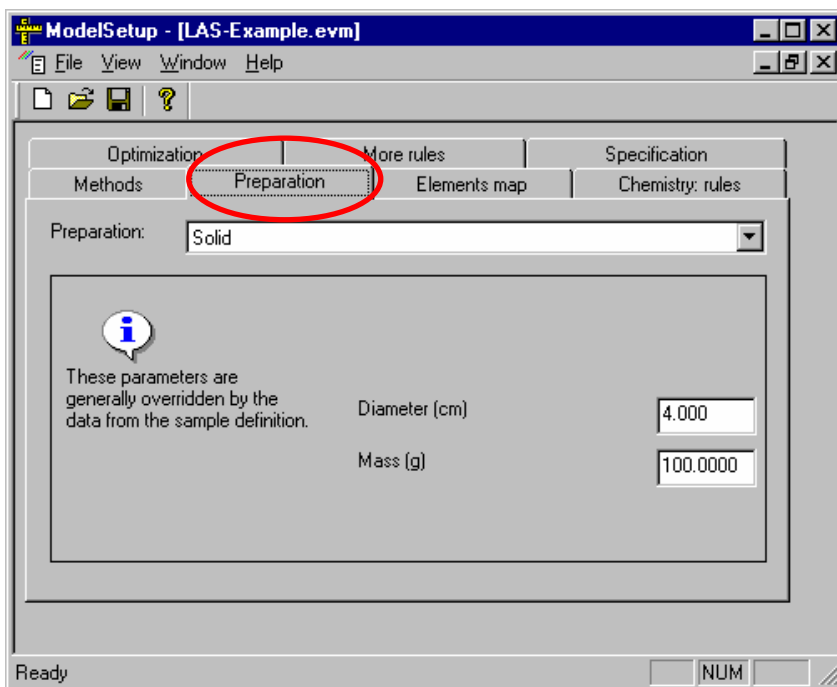 ModelSetup - [LAS-Example.evm]
File View Window Help
Optimization More rules Specification
Methods Preparation Elements map Chemistry: rules
Preparation: Solid
These parameters are
generally overridden by the
data from the sample definition.
Diameter (cm) 4.000
Mass (g) 100.0000
Ready NUM